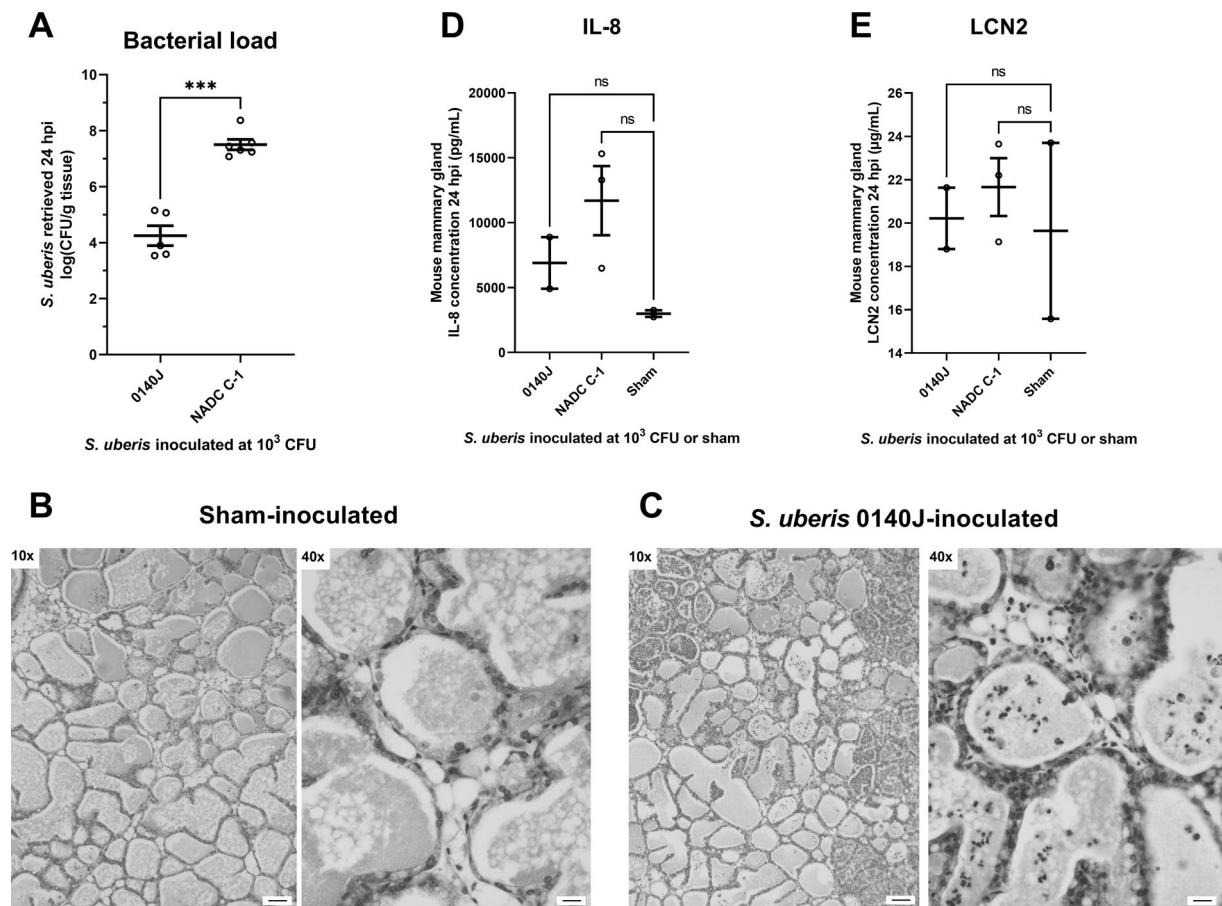 A
Bacterial load
S. uberis retrieved 24 hpi
log(CFU/g tissue)
10
8
6
4
2
0
***
0140J
NADC C-1
S. uberis inoculated at 10³ CFU
D
IL-8
Mouse mammary gland
IL-8 concentration 24 hpi (pg/mL)
20000
15000
10000
5000
0
ns
ns
0140J
NADC C-1
Sham
S. uberis inoculated at 10³ CFU or sham
E
LCN2
Mouse mammary gland
LCN2 concentration 24 hpi (µg/mL)
26
24
22
20
18
16
14
ns
ns
0140J
NADC C-1
Sham
S. uberis inoculated at 10³ CFU or sham
B
Sham-inoculated
10x
40x
C
S. uberis 0140J-inoculated
10x
40x